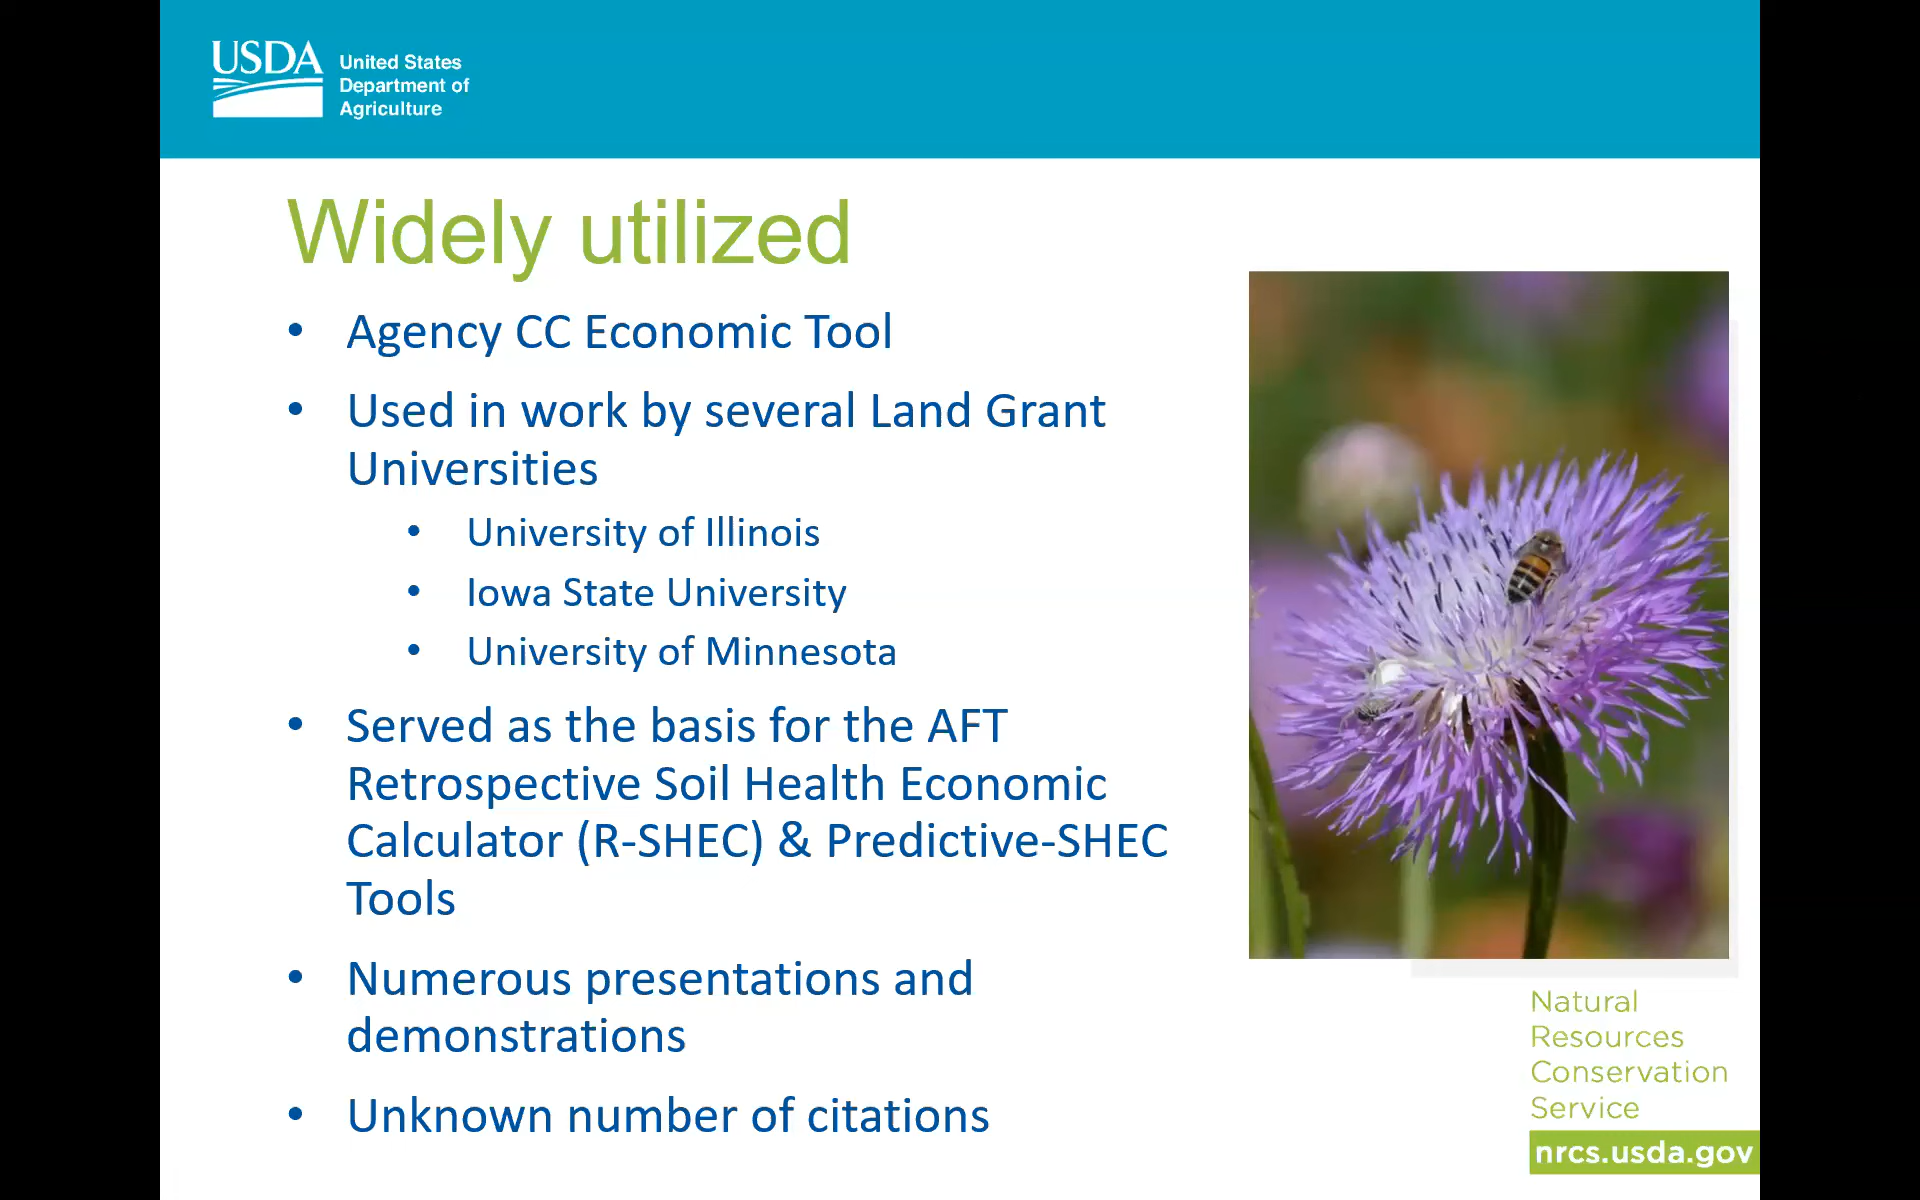 USDA
United States
Department of
Agriculture
Widely utilized
• Agency CC Economic Tool
• Used in work by several Land Grant
Universities
• University of Illinois
• Iowa State University
• University of Minnesota
• Served as the basis for the AFT
Retrospective Soil Health Economic
Calculator (R-SHEC) & Predictive-SHEC
Tools
• Numerous presentations and
demonstrations
• Unknown number of citations
Natural
Resources
Conservation
Service
nrcs.usda.gov